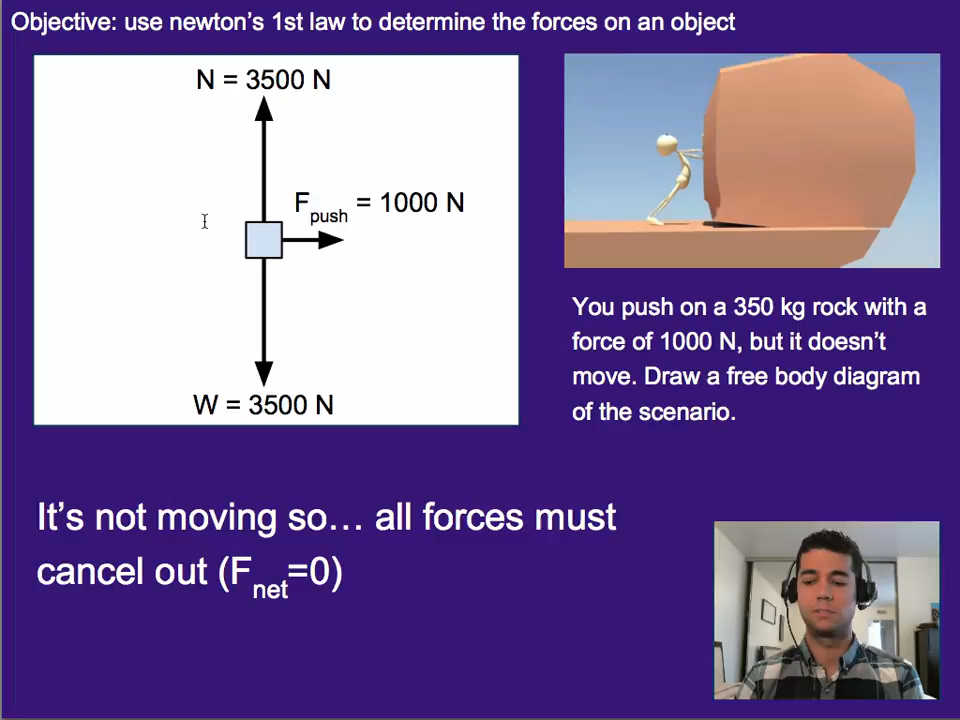 Objective: use newton's 1st law to determine the forces on an object
N = 3500 N
F push = 1000 N
W = 3500 N
You push on a 350 kg rock with a
force of 1000 N, but it doesn't
move. Draw a free body diagram
of the scenario.
It's not moving so… all forces must
cancel out (Fnet=0)